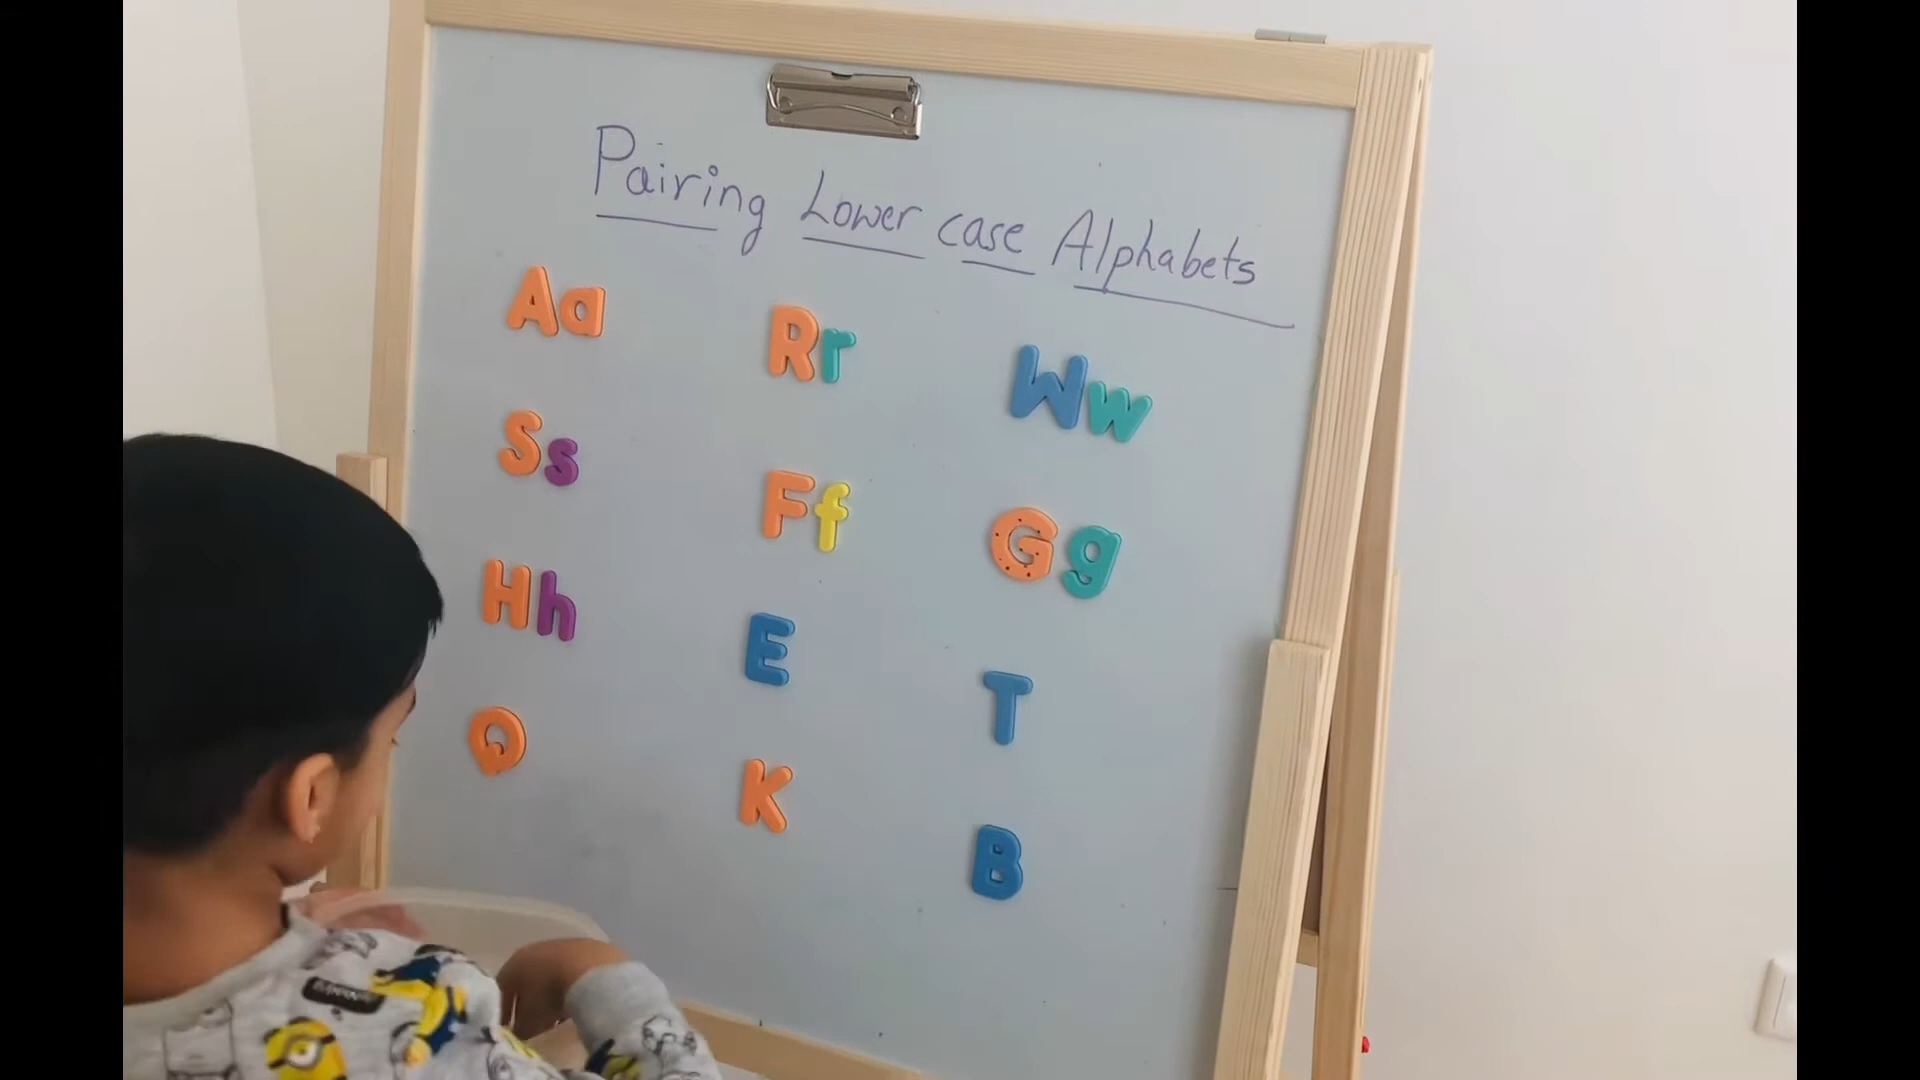 Pairing Lower case Alphabets
Aa Rr Ww
Ss Ff Gg
Hh E T
Q K B